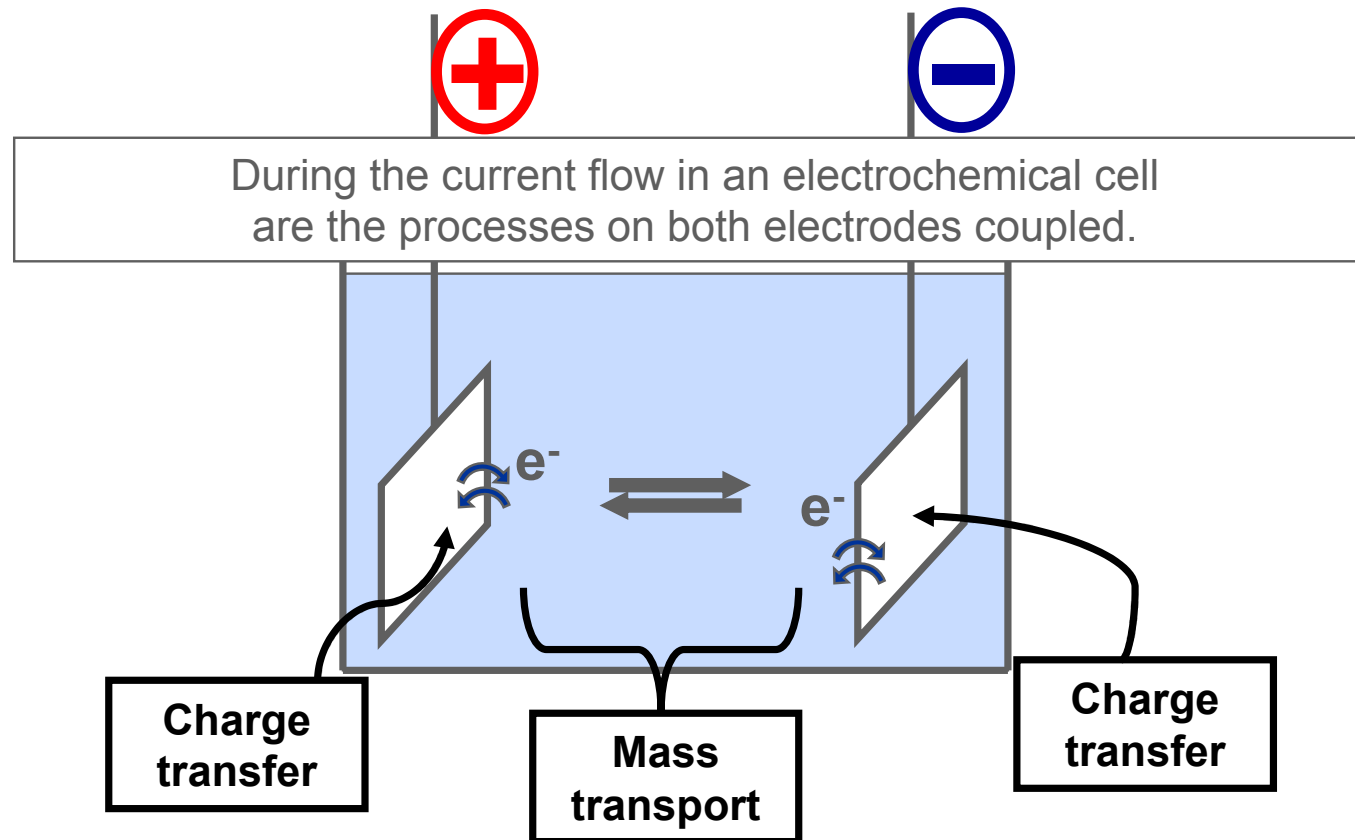 During the current flow in an electrochemical cell
are the processes on both electrodes coupled.
e-
e-
Charge
transfer
Mass
transport
Charge
transfer